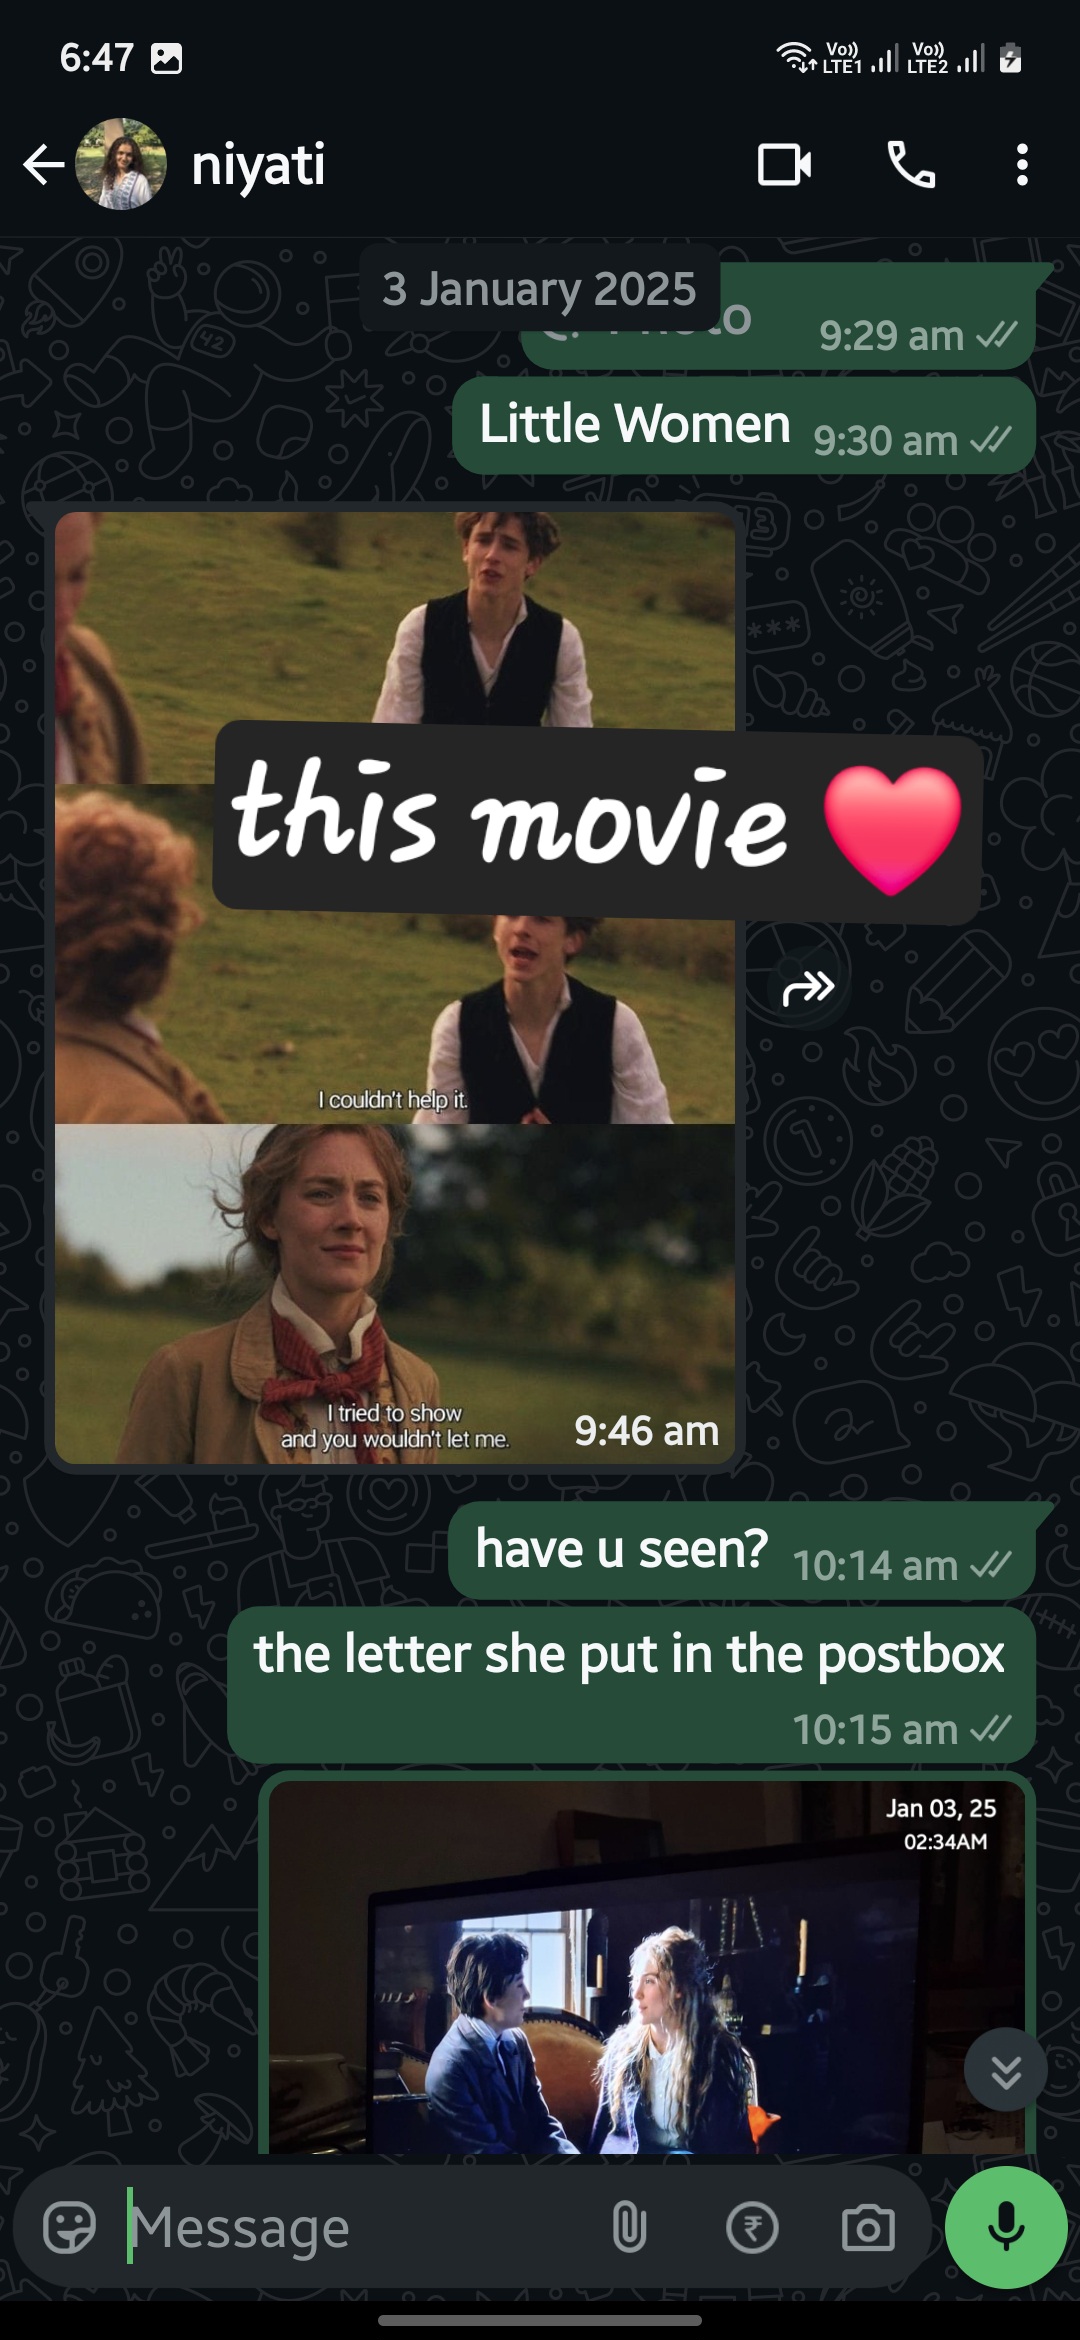 6:47
Vo))
LTE1
Vo))
LTE2
niyati
3 January 2025
9:29 am
Little Women
9:30 am
this movie ❤️
I couldn't help it.
I tried to show
and you wouldn't let me.
9:46 am
have u seen?
10:14 am
the letter she put in the postbox
10:15 am
Jan 03, 25
02:34AM
Message
₹